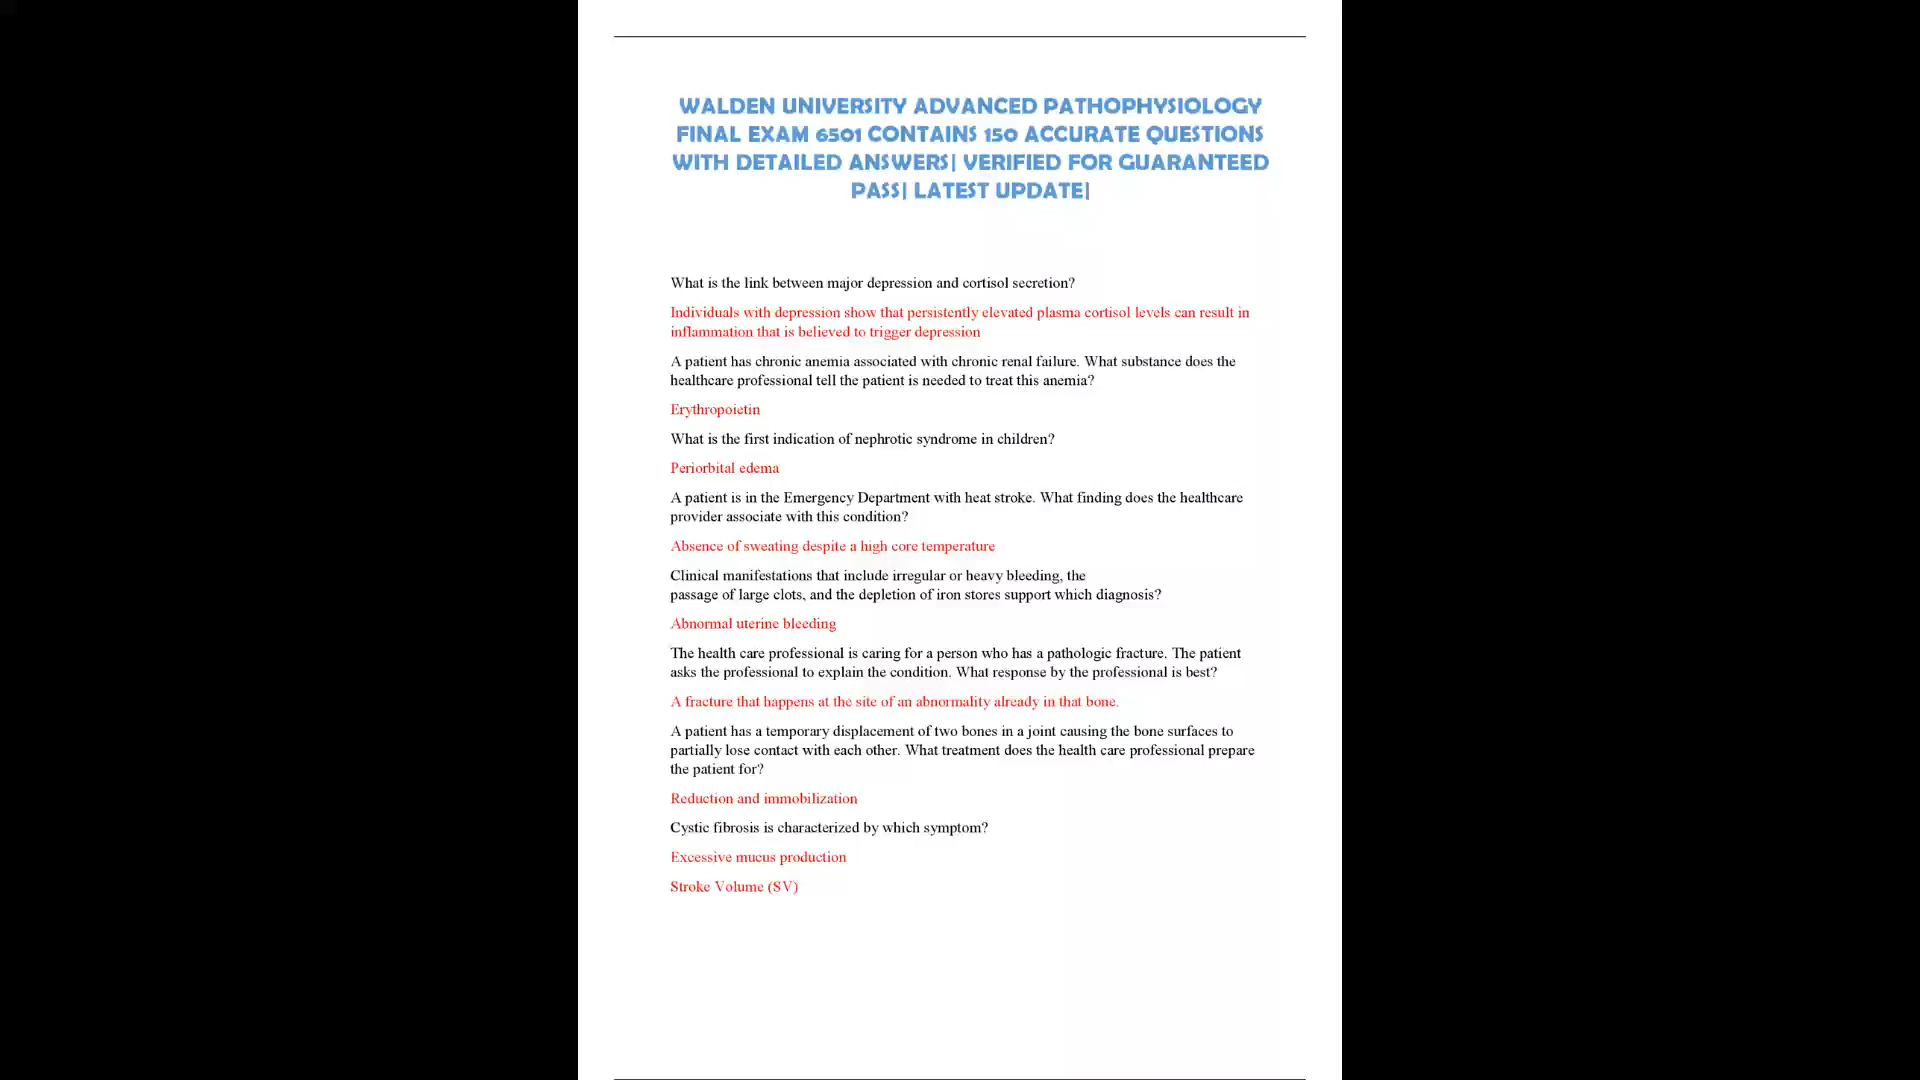 WALDEN UNIVERSITY ADVANCED PATHOPHYSIOLOGY
FINAL EXAM 6501 CONTAINS 150 ACCURATE QUESTIONS
WITH DETAILED ANSWERS| VERIFIED FOR GUARANTEED
PASS| LATEST UPDATE|
What is the link between major depression and cortisol secretion?
Individuals with depression show that persistently elevated plasma cortisol levels can result in
inflammation that is believed to trigger depression
A patient has chronic anemia associated with chronic renal failure. What substance does the
healthcare professional tell the patient is needed to treat this anemia?
Erythropoietin
What is the first indication of nephrotic syndrome in children?
Periorbital edema
A patient is in the Emergency Department with heat stroke. What finding does the healthcare
provider associate with this condition?
Absence of sweating despite a high core temperature
Clinical manifestations that include irregular or heavy bleeding, the
passage of large clots, and the depletion of iron stores support which diagnosis?
Abnormal uterine bleeding
The health care professional is caring for a person who has a pathologic fracture. The patient
asks the professional to explain the condition. What response by the professional is best?
A fracture that happens at the site of an abnormality already in that bone.
A patient has a temporary displacement of two bones in a joint causing the bone surfaces to
partially lose contact with each other. What treatment does the health care professional prepare
the patient for?
Reduction and immobilization
Cystic fibrosis is characterized by which symptom?
Excessive mucus production
Stroke Volume (SV)